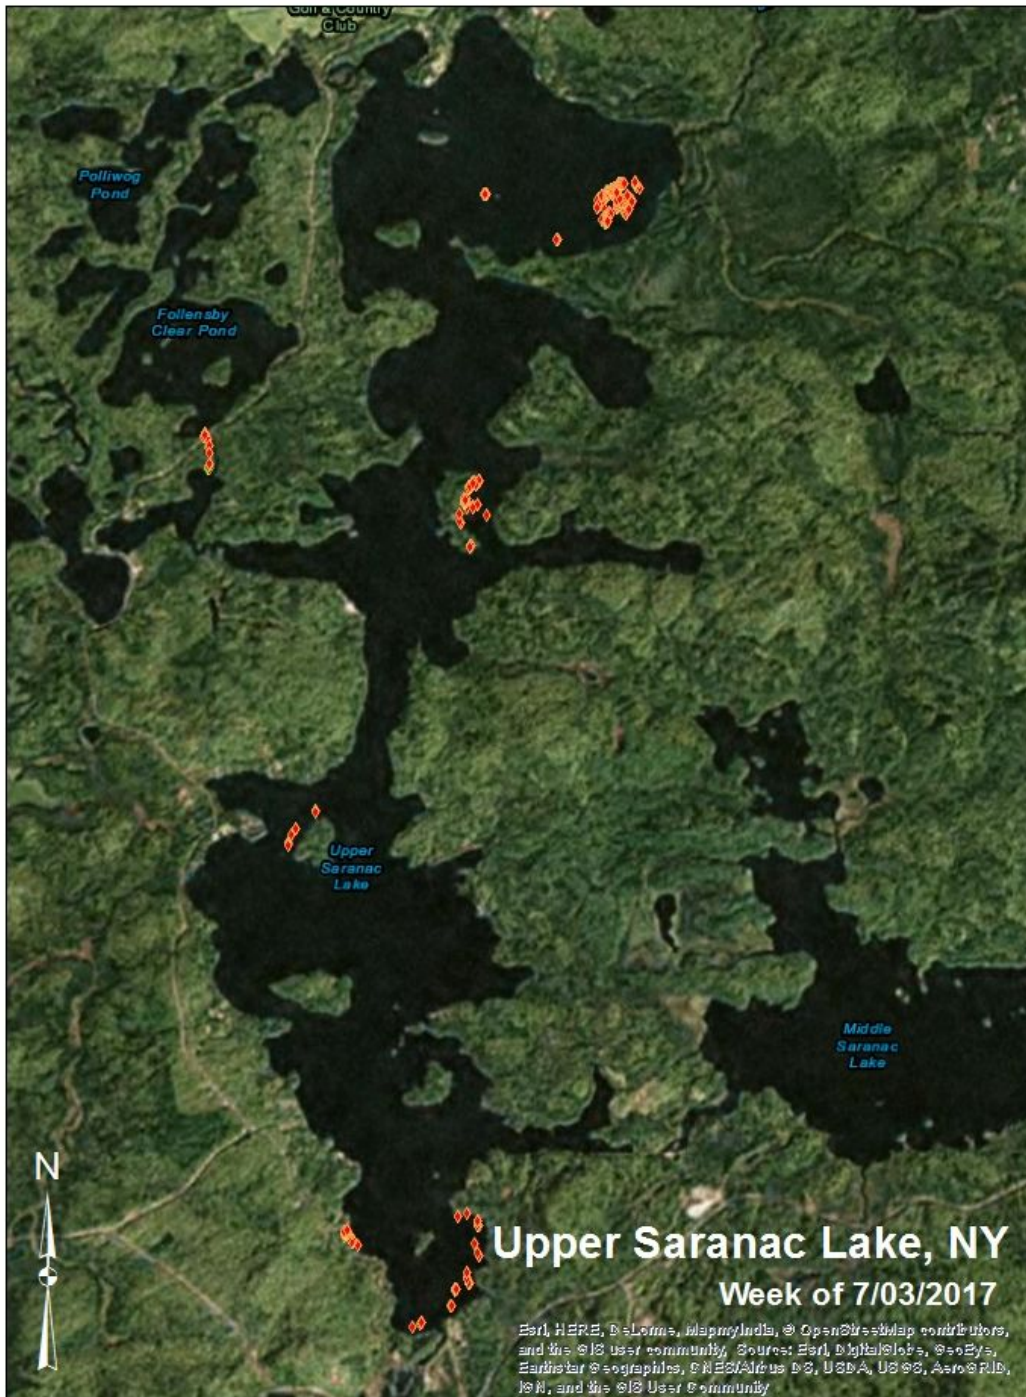 & Country
Club
Polliwog
Pond
Follensby
Clear Pond
Upper
Saranac
Lake
Middle
Saranac
Lake
N
Upper Saranac Lake, NY
Week of 7/03/2017
Esri, HERE, DeLorme, MapmyIndia, © OpenStreetMap contributors,
and the GIS user community, Source: Esri, DigitalGlobe, GeoEye,
Earthstar Geographics, CNES/Airbus DS, USDA, USGS, AeroGRID,
IGN, and the GIS User Community